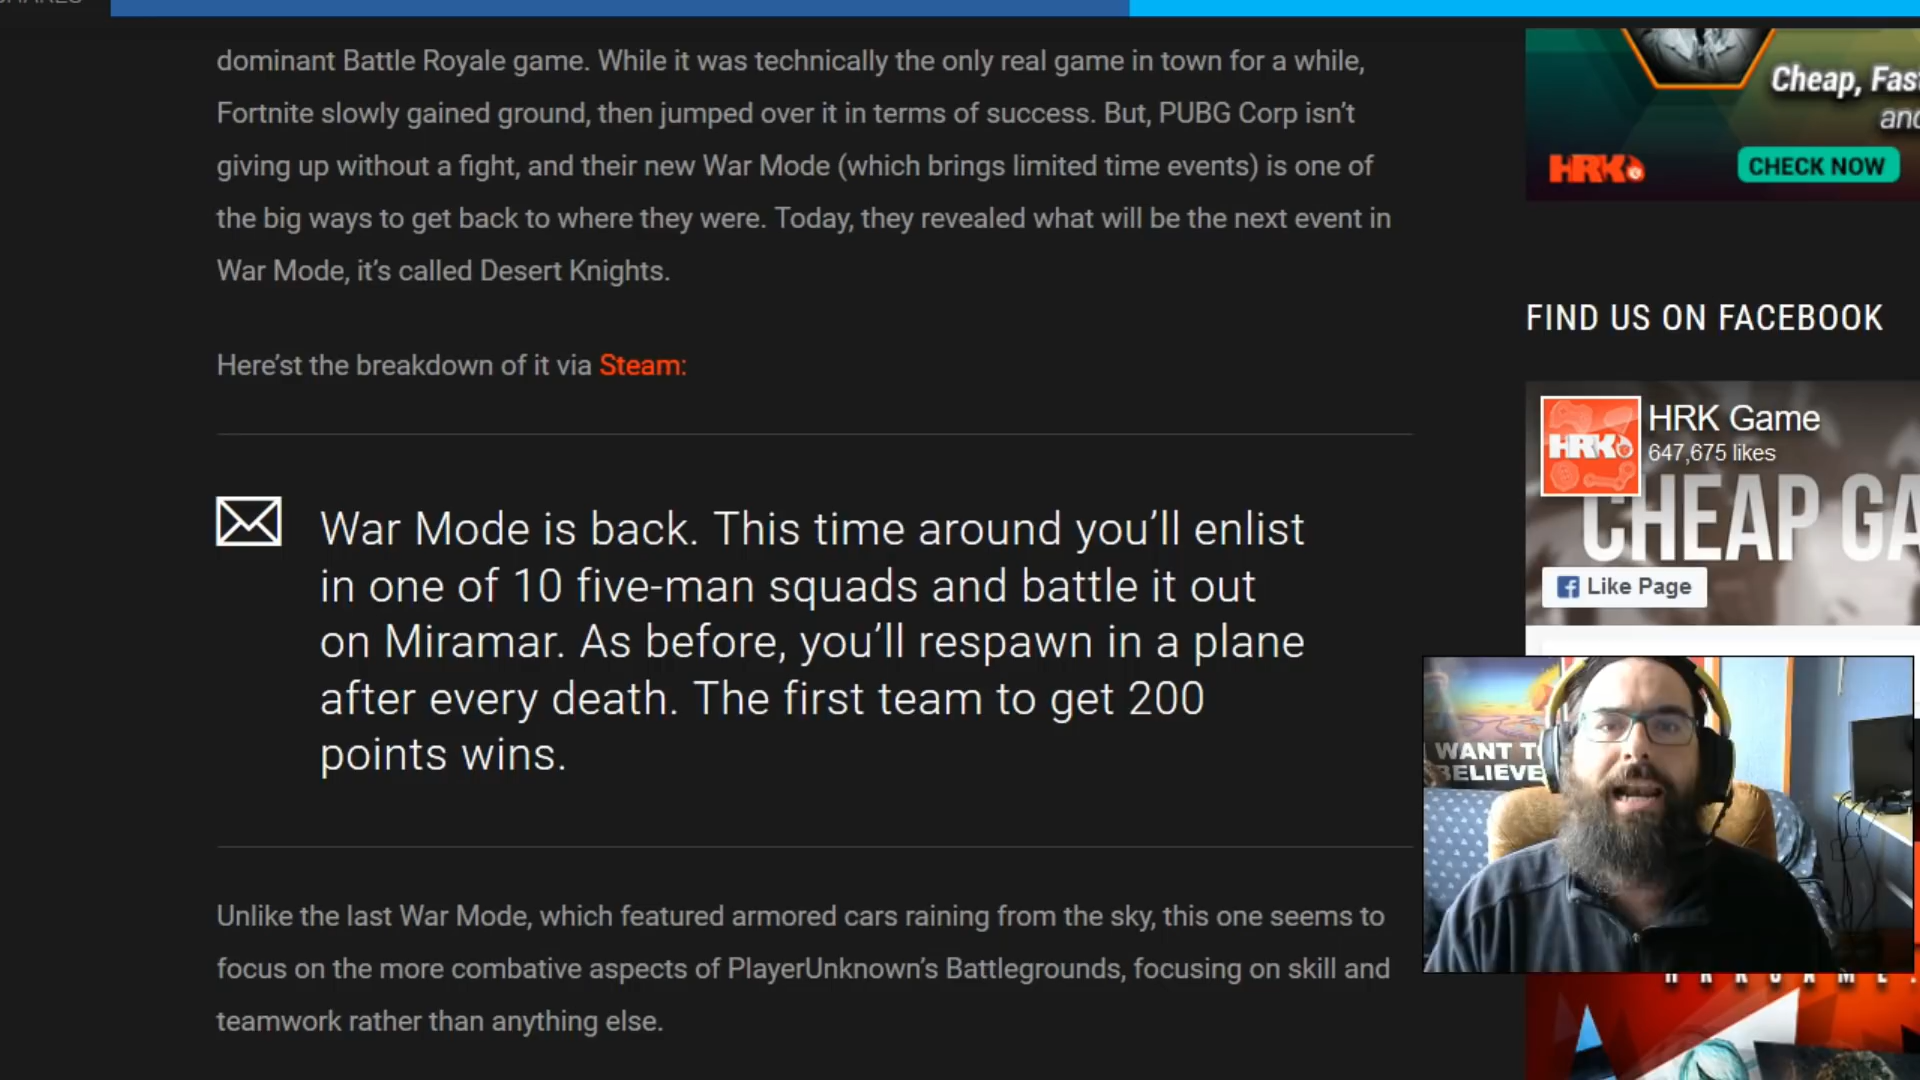 dominant Battle Royale game. While it was technically the only real game in town for a while,
Fortnite slowly gained ground, then jumped over it in terms of success. But, PUBG Corp isn't
giving up without a fight, and their new War Mode (which brings limited time events) is one of
the big ways to get back to where they were. Today, they revealed what will be the next event in
War Mode, it's called Desert Knights.
Here'st the breakdown of it via Steam:
War Mode is back. This time around you'll enlist
in one of 10 five-man squads and battle it out
on Miramar. As before, you'll respawn in a plane
after every death. The first team to get 200
points wins.
Unlike the last War Mode, which featured armored cars raining from the sky, this one seems to
focus on the more combative aspects of PlayerUnknown's Battlegrounds, focusing on skill and
teamwork rather than anything else.
Cheap, Fas
and
HRK
CHECK NOW
FIND US ON FACEBOOK
HRK
HRK Game
647,675 likes
CHEAP GA
Like Page
WANT T
BELIEVE
HRKGAME.